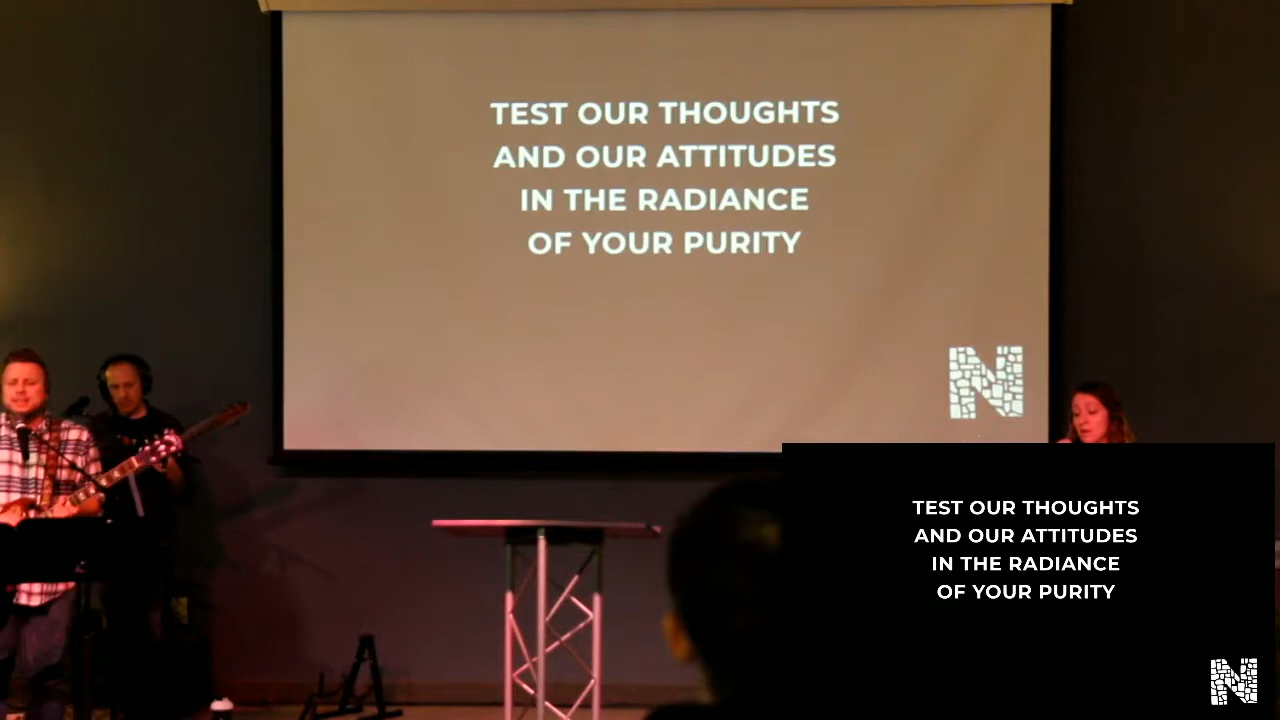 TEST OUR THOUGHTS
AND OUR ATTITUDES
IN THE RADIANCE
OF YOUR PURITY
N
TEST OUR THOUGHTS
AND OUR ATTITUDES
IN THE RADIANCE
OF YOUR PURITY
N